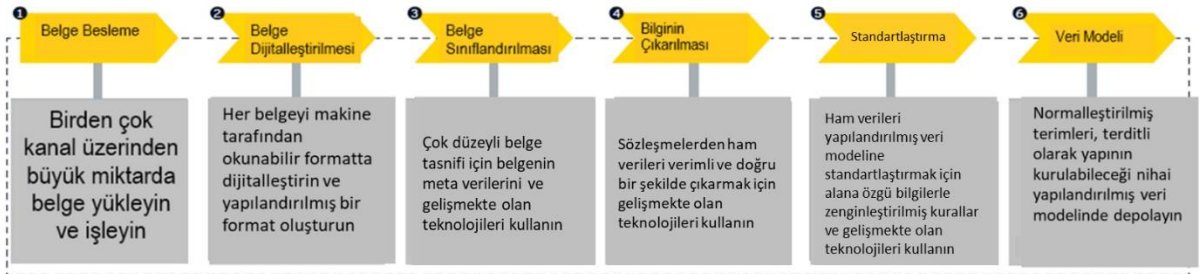 1
Belge Besleme
Birden çok
kanal üzerinden
büyük miktarda
belge yükleyin
ve işleyin
2
Belge
Dijitalleştirilmesi
Her belgeyi makine
tarafından
okunabilir formatta
dijitalleştirin ve
yapılandırılmış bir
format oluşturun
3
Belge
Sınıflandırılması
Çok düzeyli belge
tasnifi için belgenin
meta verilerini ve
gelişmekte olan
teknolojileri kullanın
4
Bilginin
Çıkarılması
Sözleşmelerden ham
verileri verimli ve doğru
bir şekilde çıkarmak için
gelişmekte olan
teknolojileri kullanın
5
Standartlaştırma
Ham verileri
yapılandırılmış veri
modeline
standartlaştırmak için
alana özgü bilgilerle
zenginleştirilmiş kurallar
ve gelişmekte olan
teknolojileri kullanın
6
Veri Modeli
Normalleştirilmiş
terimleri, terditli
olarak yapının
kurulabileceği nihai
yapılandırılmış veri
modelinde depolayın